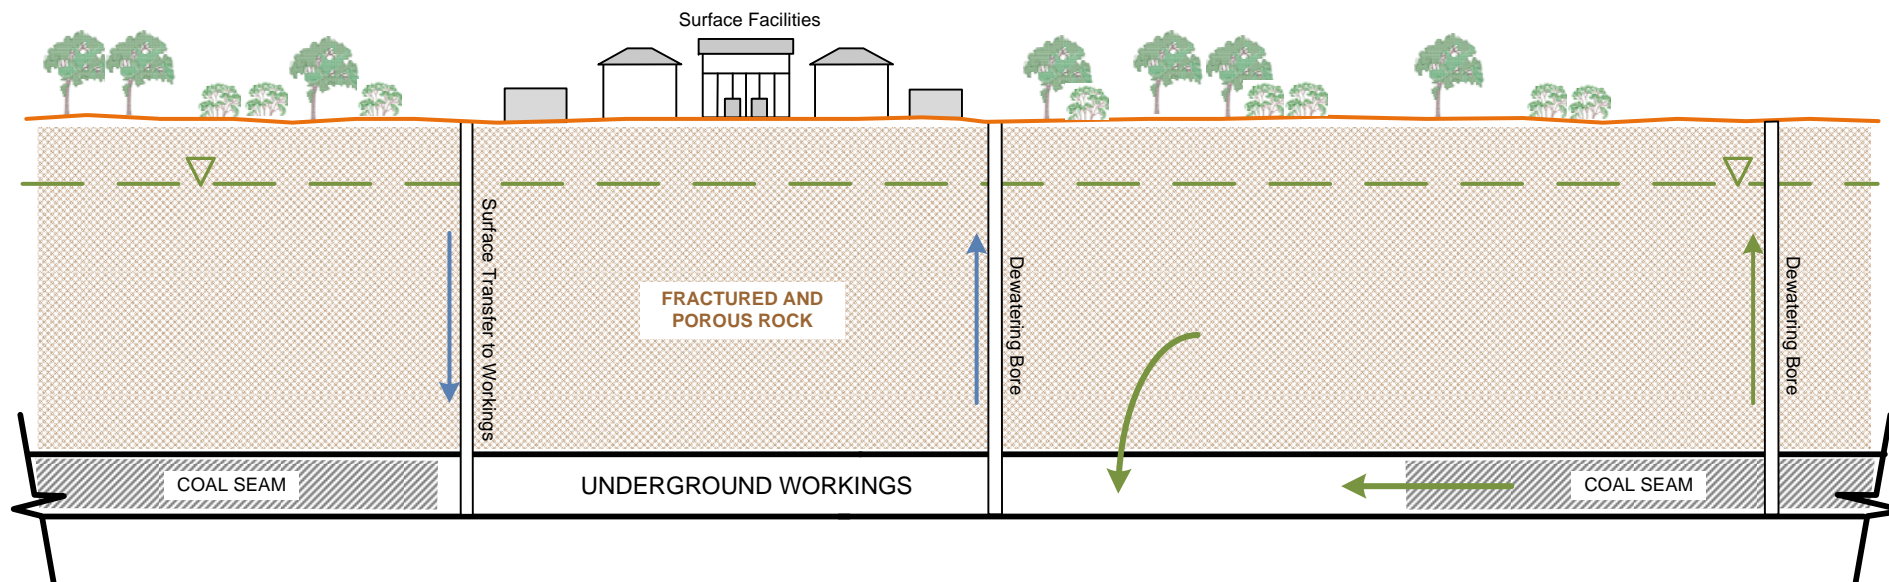 Surface Facilities
Surface Transfer to Workings
FRACTURED AND
POROUS ROCK
Dewatering Bore
Dewatering Bore
COAL SEAM
UNDERGROUND WORKINGS
COAL SEAM